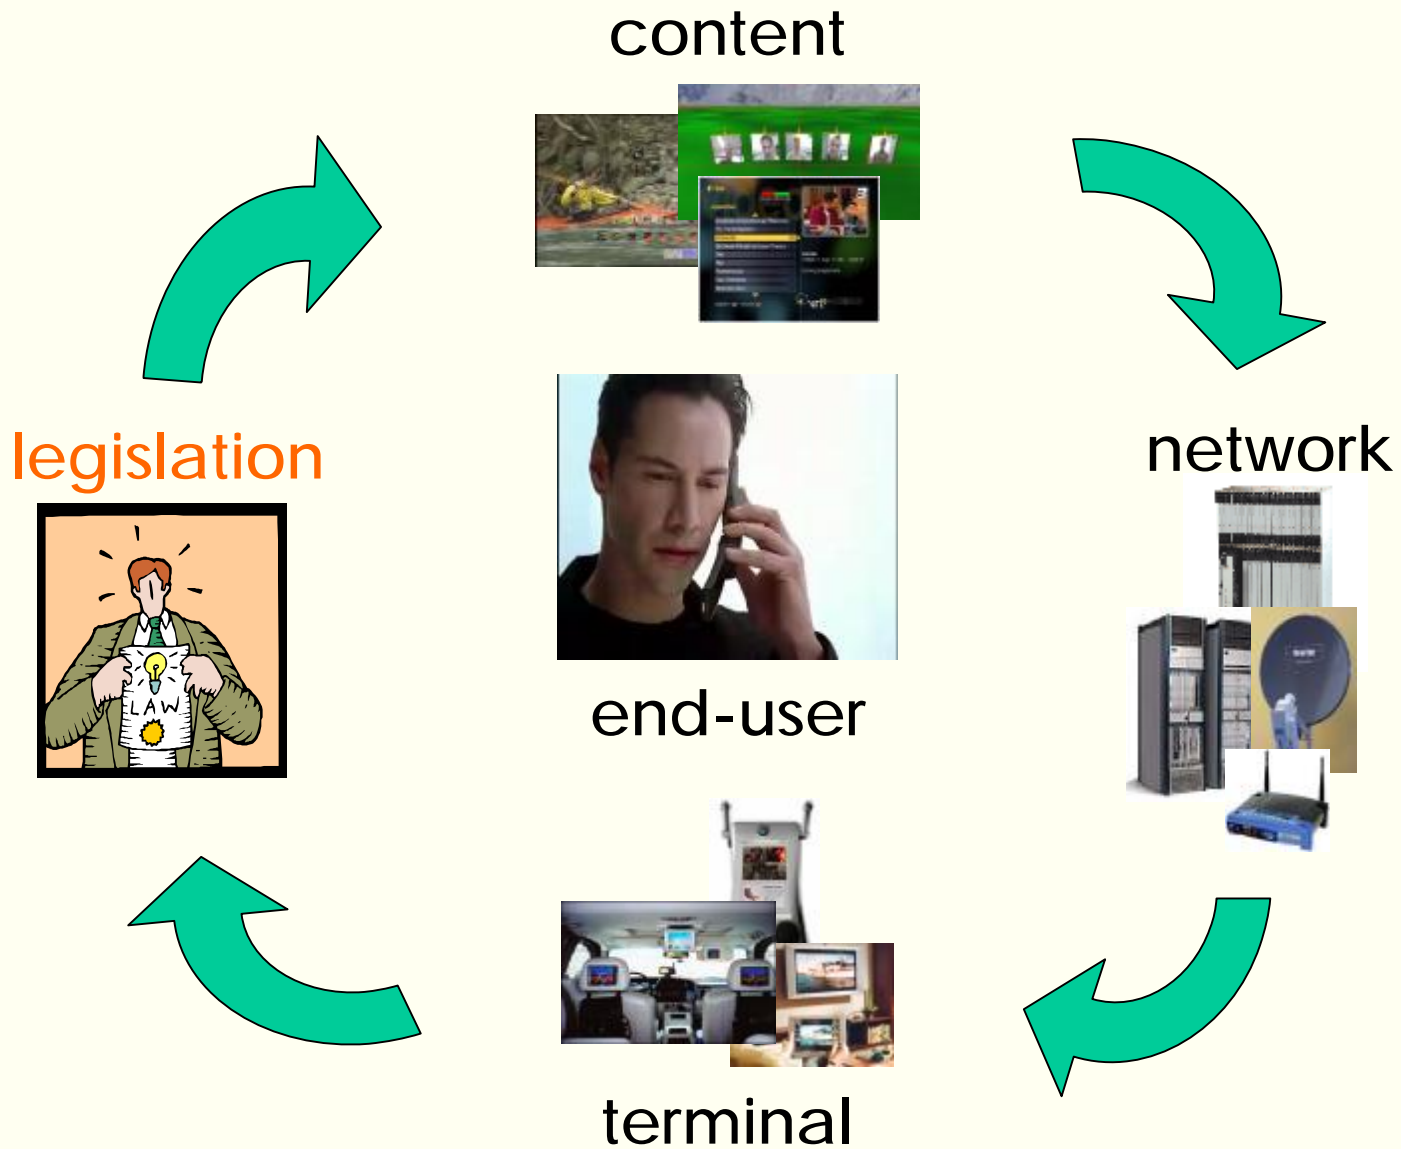 content
legislation
network
LAW
end-user
terminal